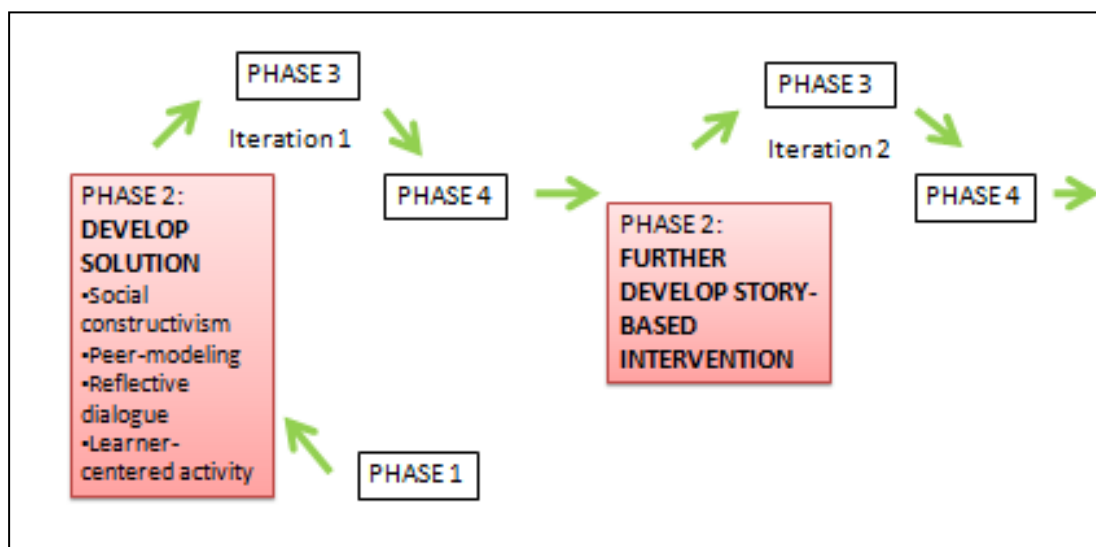 PHASE 3
Iteration 1
PHASE 4
PHASE 2:
DEVELOP
SOLUTION
▪Social
constructivism
▪Peer-modeling
▪Reflective
dialogue
▪Learner-
centered activity
PHASE 1
PHASE 3
Iteration 2
PHASE 4
PHASE 2:
FURTHER
DEVELOP STORY-
BASED
INTERVENTION